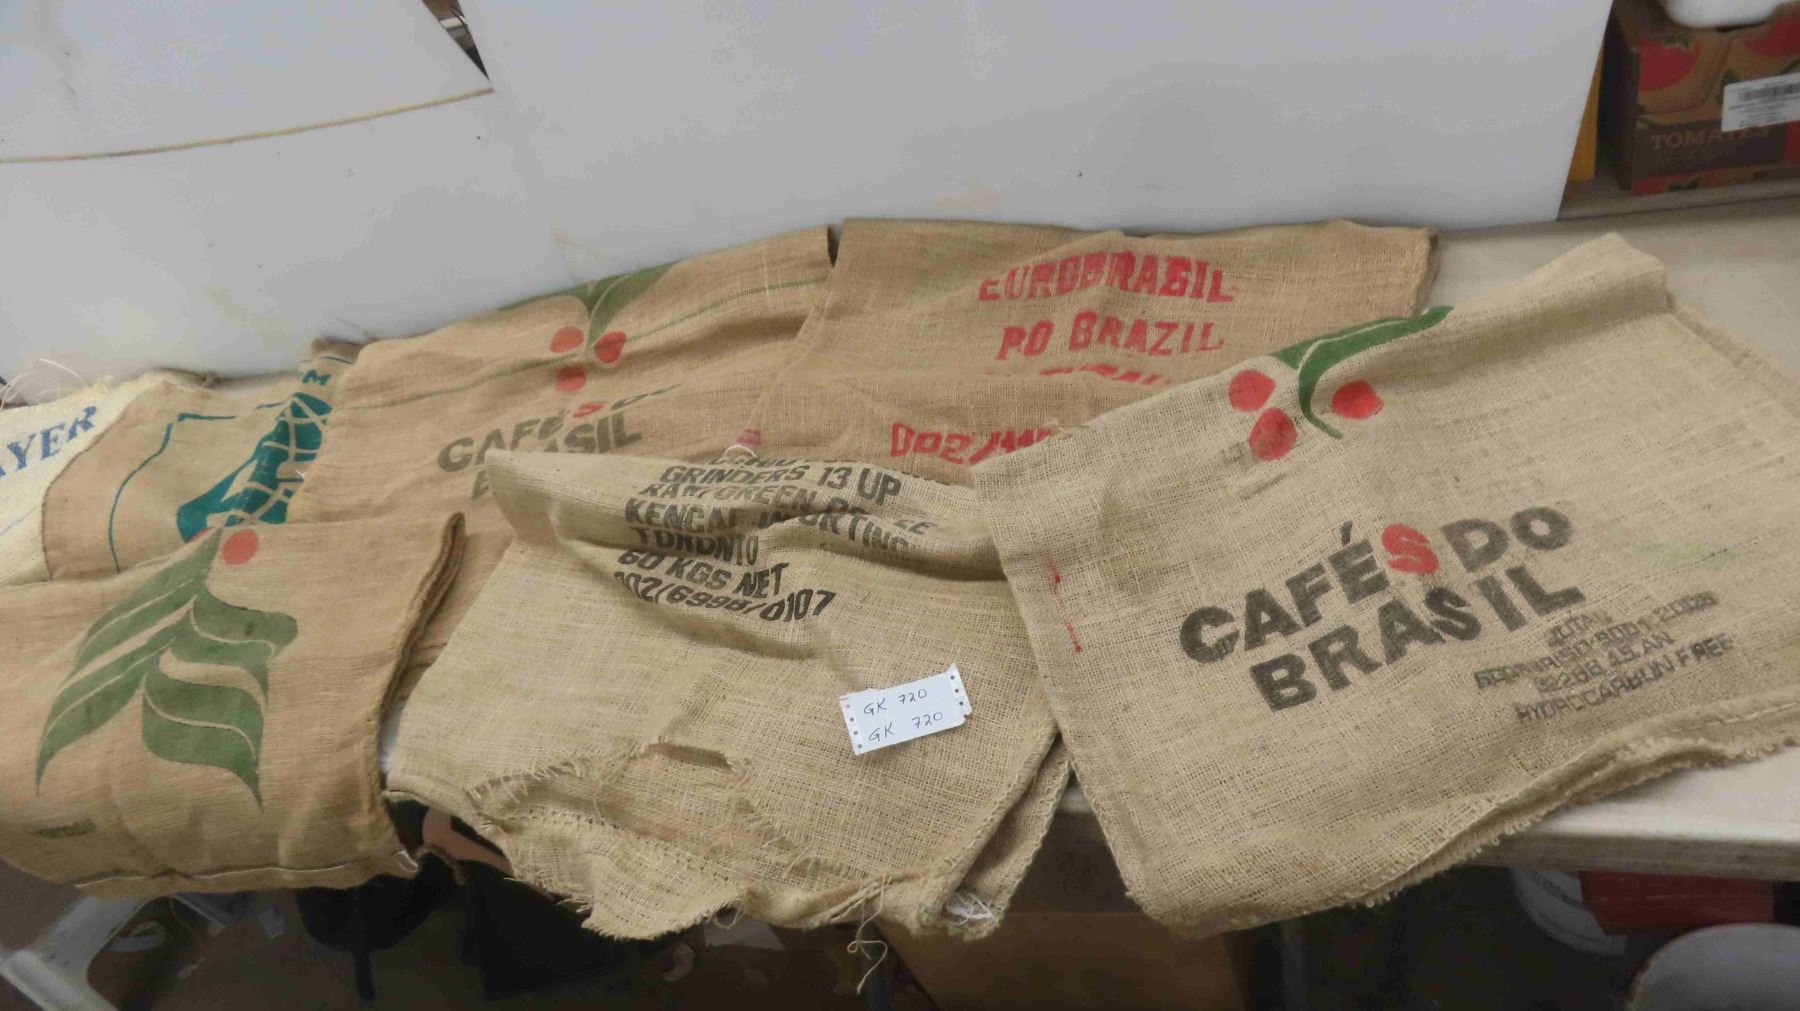 TOMATES
EUROBRASIL
PO BRAZIL
M
AYER
CAFÉS DO
BRASIL
002/
GRINDERS 13 UP
KENCAF IMPORTING
TORONTO
60 KGS NET
002/6998/0107
GK 720
GK 720
CAFÉS DO
BRASIL
HYDROCARBON FREE